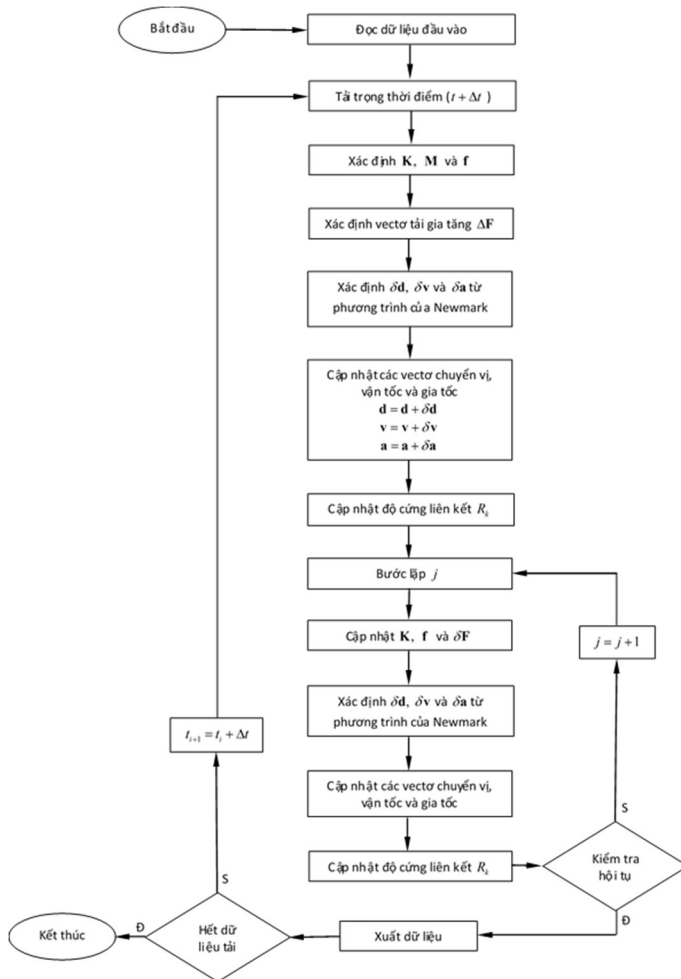 Bắt đầu
Đọc dữ liệu đầu vào
Tải trọng thời điểm (t + Δt )
Xác định K, M và f
Xác định vectơ tải gia tăng ΔF
Xác định δd, δv và δa từ
phương trình của Newmark
Cập nhật các vectơ chuyển vị,
vận tốc và gia tốc
d = d + δd
v = v + δv
a = a + δa
Cập nhật độ cứng liên kết Rₖ
Bước lặp j
Cập nhật K, f và δF
j = j + 1
Xác định δd, δv và δa từ
phương trình của Newmark
tᵢ₊₁ = tᵢ + Δt
Cập nhật các vectơ chuyển vị,
vận tốc và gia tốc
S
Cập nhật độ cứng liên kết Rₖ
Kiểm tra
hội tụ
S
Đ
Kết thúc
Đ
Hết dữ
liệu tải
Xuất dữ liệu